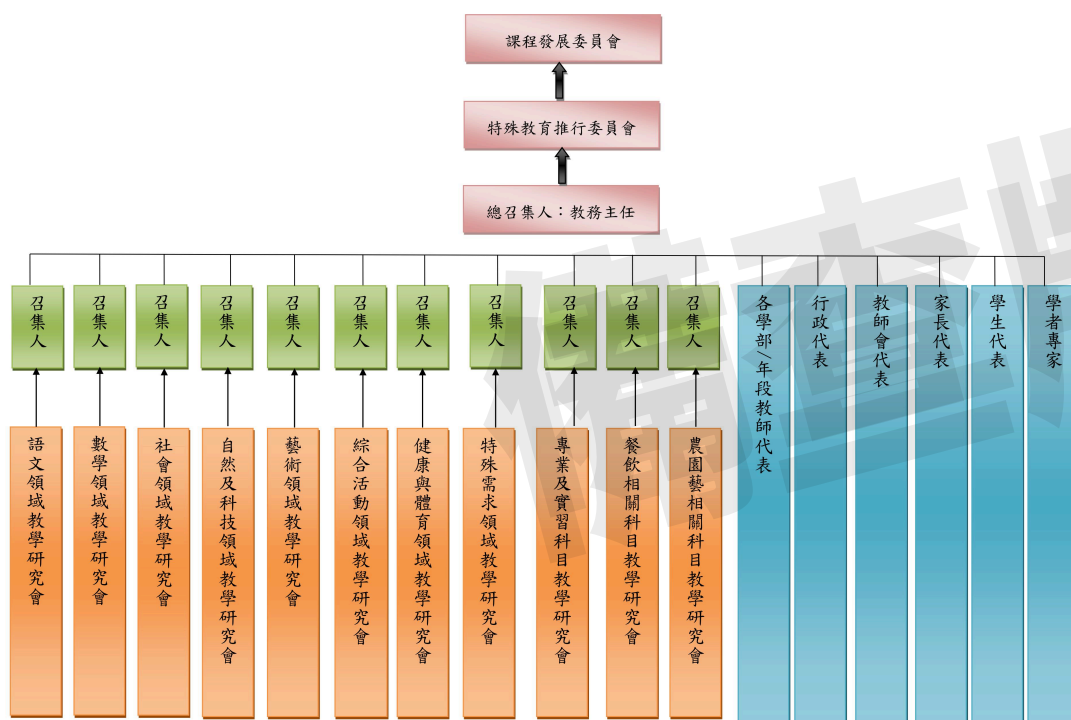 課程發展委員會
特殊教育推行委員會
總召集人：教務主任
召集人
召集人
召集人
召集人
召集人
召集人
召集人
召集人
召集人
召集人
召集人
各學部/年段教師代表
行政代表
教師會代表
家長代表
學生代表
學者專家
語文領域教學研究會
數學領域教學研究會
社會領域教學研究會
自然及科技領域教學研究會
藝術領域教學研究會
綜合活動領域教學研究會
健康與體育領域教學研究會
特殊需求領域教學研究會
專業及實習科目教學研究會
餐飲相關科目教學研究會
農園藝相關科目教學研究會
備查